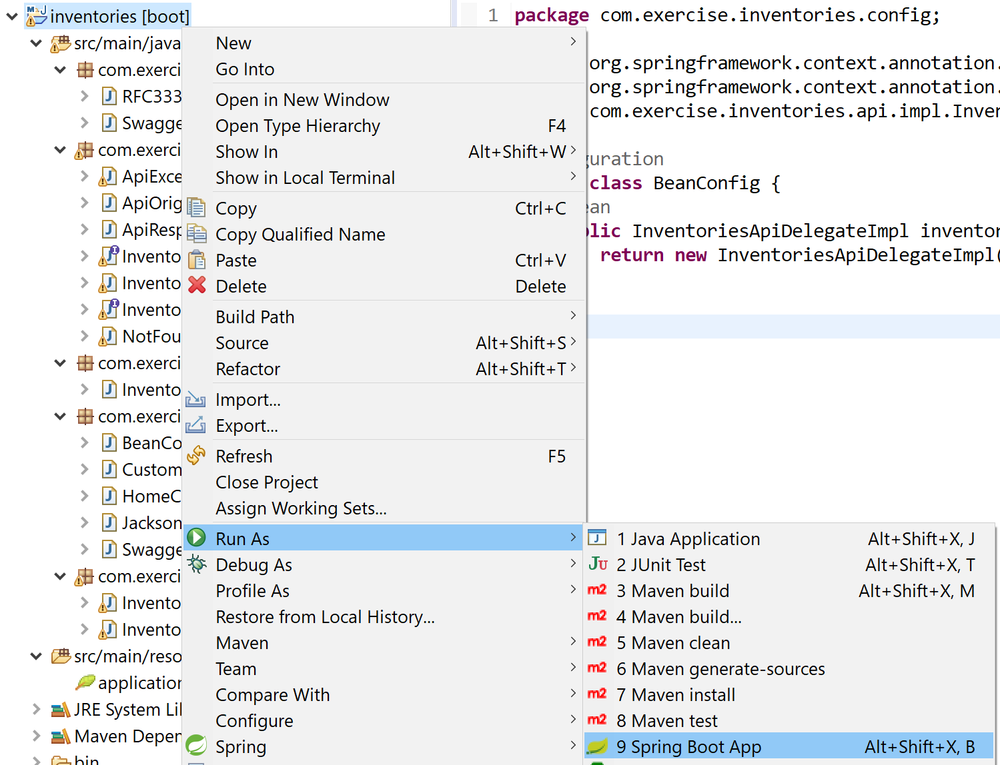 inventories [boot]
src/main/java
com.exerci
RFC333
Swagge
com.exerci
ApiExce
ApiOrig
ApiResp
Invento
Invento
Invento
NotFou
com.exerci
Invento
com.exerci
BeanCo
Custom
HomeC
Jackson
Swagge
com.exerci
Invento
Invento
src/main/reso
application
JRE System Lil
Maven Depen
bin
New
Go Into
Open in New Window
Open Type Hierarchy F4
Show In Alt+Shift+W
Show in Local Terminal
Copy Ctrl+C
Copy Qualified Name
Paste Ctrl+V
Delete Delete
Build Path
Source Alt+Shift+S
Refactor Alt+Shift+T
Import...
Export...
Refresh F5
Close Project
Assign Working Sets...
Run As
Debug As
Profile As
Restore from Local History...
Maven
Team
Compare With
Configure
Spring
1 Java Application Alt+Shift+X, J
2 JUnit Test Alt+Shift+X, T
3 Maven build Alt+Shift+X, M
4 Maven build...
5 Maven clean
6 Maven generate-sources
7 Maven install
8 Maven test
9 Spring Boot App Alt+Shift+X, B
1 package com.exercise.inventories.config;
org.springframework.context.annotation.
org.springframework.context.annotation.
com.exercise.inventories.api.impl.Inven
guration
class BeanConfig {
ean
blic InventoriesApiDelegateImpl inventor
return new InventoriesApiDelegateImpl(